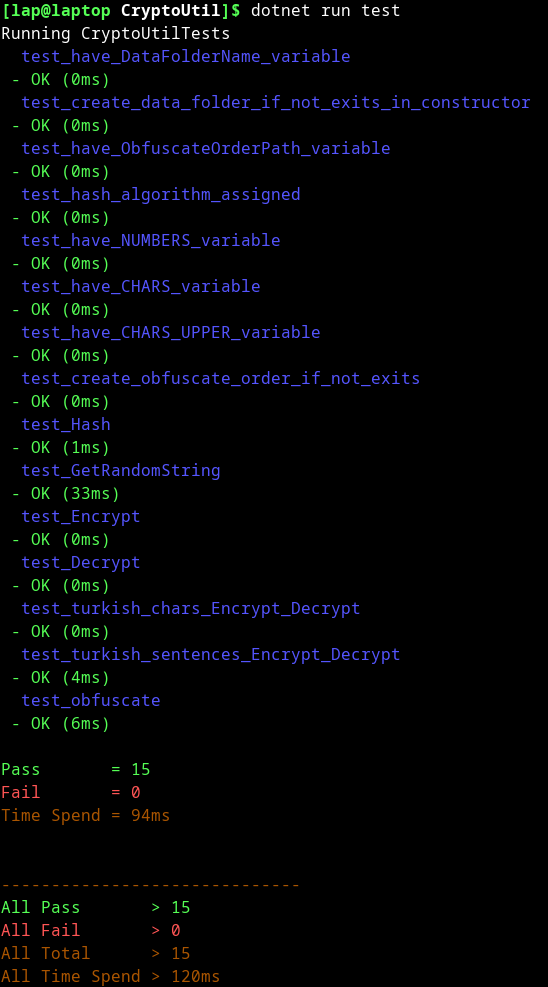 [lap@laptop CryptoUtil]$ dotnet run test
Running CryptoUtilTests
  test_have_DataFolderName_variable
 - OK (0ms)
  test_create_data_folder_if_not_exits_in_constructor
 - OK (0ms)
  test_have_ObfuscateOrderPath_variable
 - OK (0ms)
  test_hash_algorithm_assigned
 - OK (0ms)
  test_have_NUMBERS_variable
 - OK (0ms)
  test_have_CHARS_variable
 - OK (0ms)
  test_have_CHARS_UPPER_variable
 - OK (0ms)
  test_create_obfuscate_order_if_not_exits
 - OK (0ms)
  test_Hash
 - OK (1ms)
  test_GetRandomString
 - OK (33ms)
  test_Encrypt
 - OK (0ms)
  test_Decrypt
 - OK (0ms)
  test_turkish_chars_Encrypt_Decrypt
 - OK (0ms)
  test_turkish_sentences_Encrypt_Decrypt
 - OK (4ms)
  test_obfuscate
 - OK (6ms)

Pass       = 15
Fail       = 0
Time Spend = 94ms


------------------------------
All Pass       > 15
All Fail       > 0
All Total      > 15
All Time Spend > 120ms